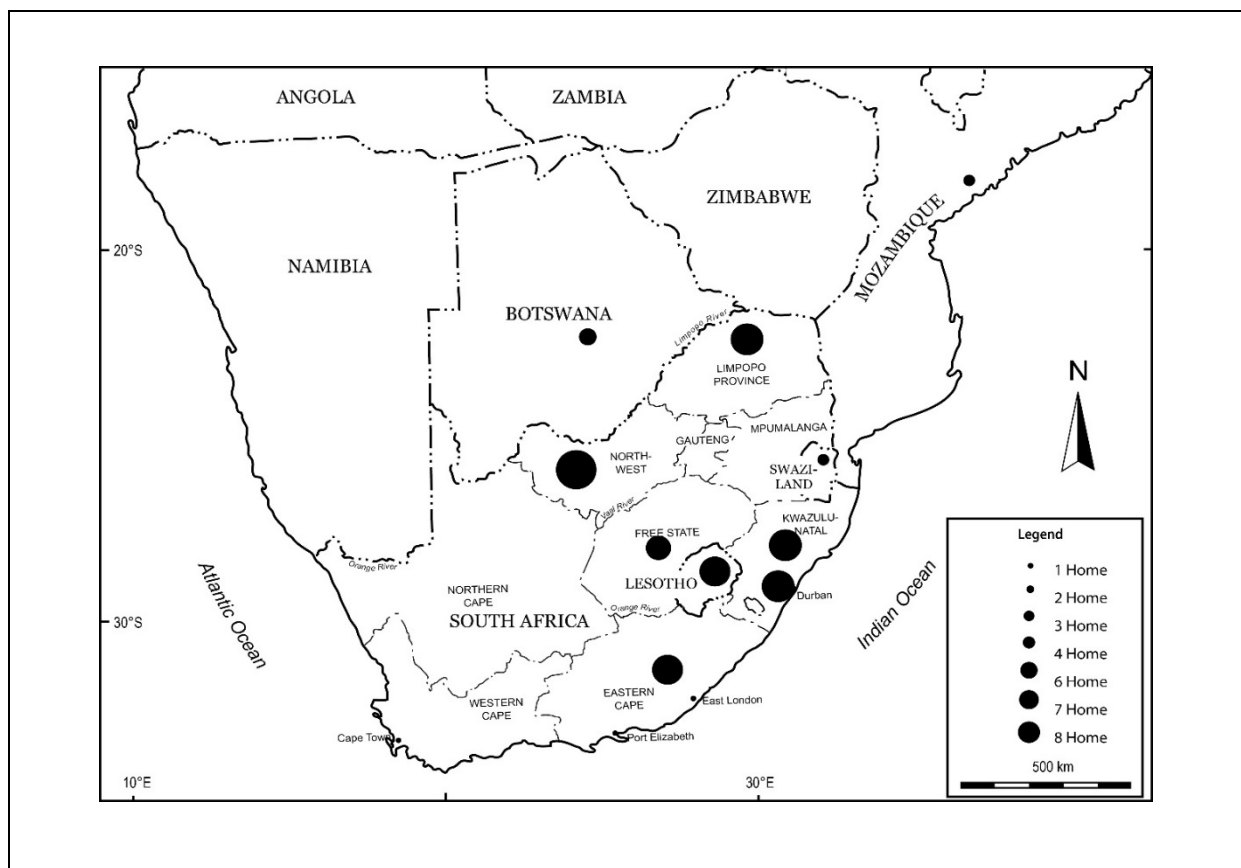 ANGOLA
ZAMBIA
ZIMBABWE
MOZAMBIQUE
20°S
NAMIBIA
BOTSWANA
Limpopo River
LIMPOPO
PROVINCE
N
GAUTENG
MPUMALANGA
NORTH-
WEST
SWAZI-
LAND
Vaal River
KWAZULU-
NATAL
FREE STATE
Orange River
LESOTHO
Durban
NORTHERN
CAPE
Orange River
SOUTH AFRICA
30°S
Atlantic Ocean
Indian Ocean
EASTERN
CAPE
WESTERN
CAPE
East London
Port Elizabeth
Cape Town
10°E
30°E
Legend
1 Home
2 Home
3 Home
4 Home
6 Home
7 Home
8 Home
500 km